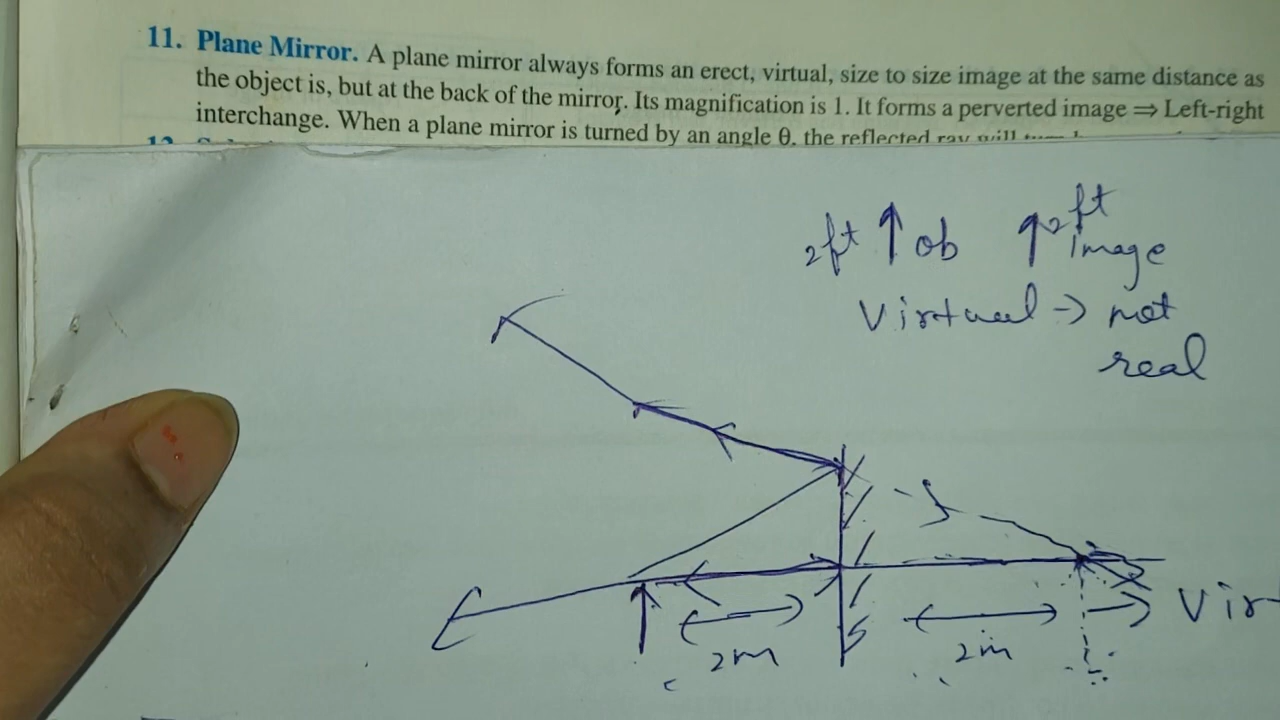 11. Plane Mirror. A plane mirror always forms an erect, virtual, size to size image at the same distance as
the object is, but at the back of the mirror. Its magnification is 1. It forms a perverted image ⇒ Left-right
interchange. When a plane mirror is turned by an angle θ, the reflected ray will turn
2ft ob 2ft image
Virtual → not
real
Vir
2m 2m